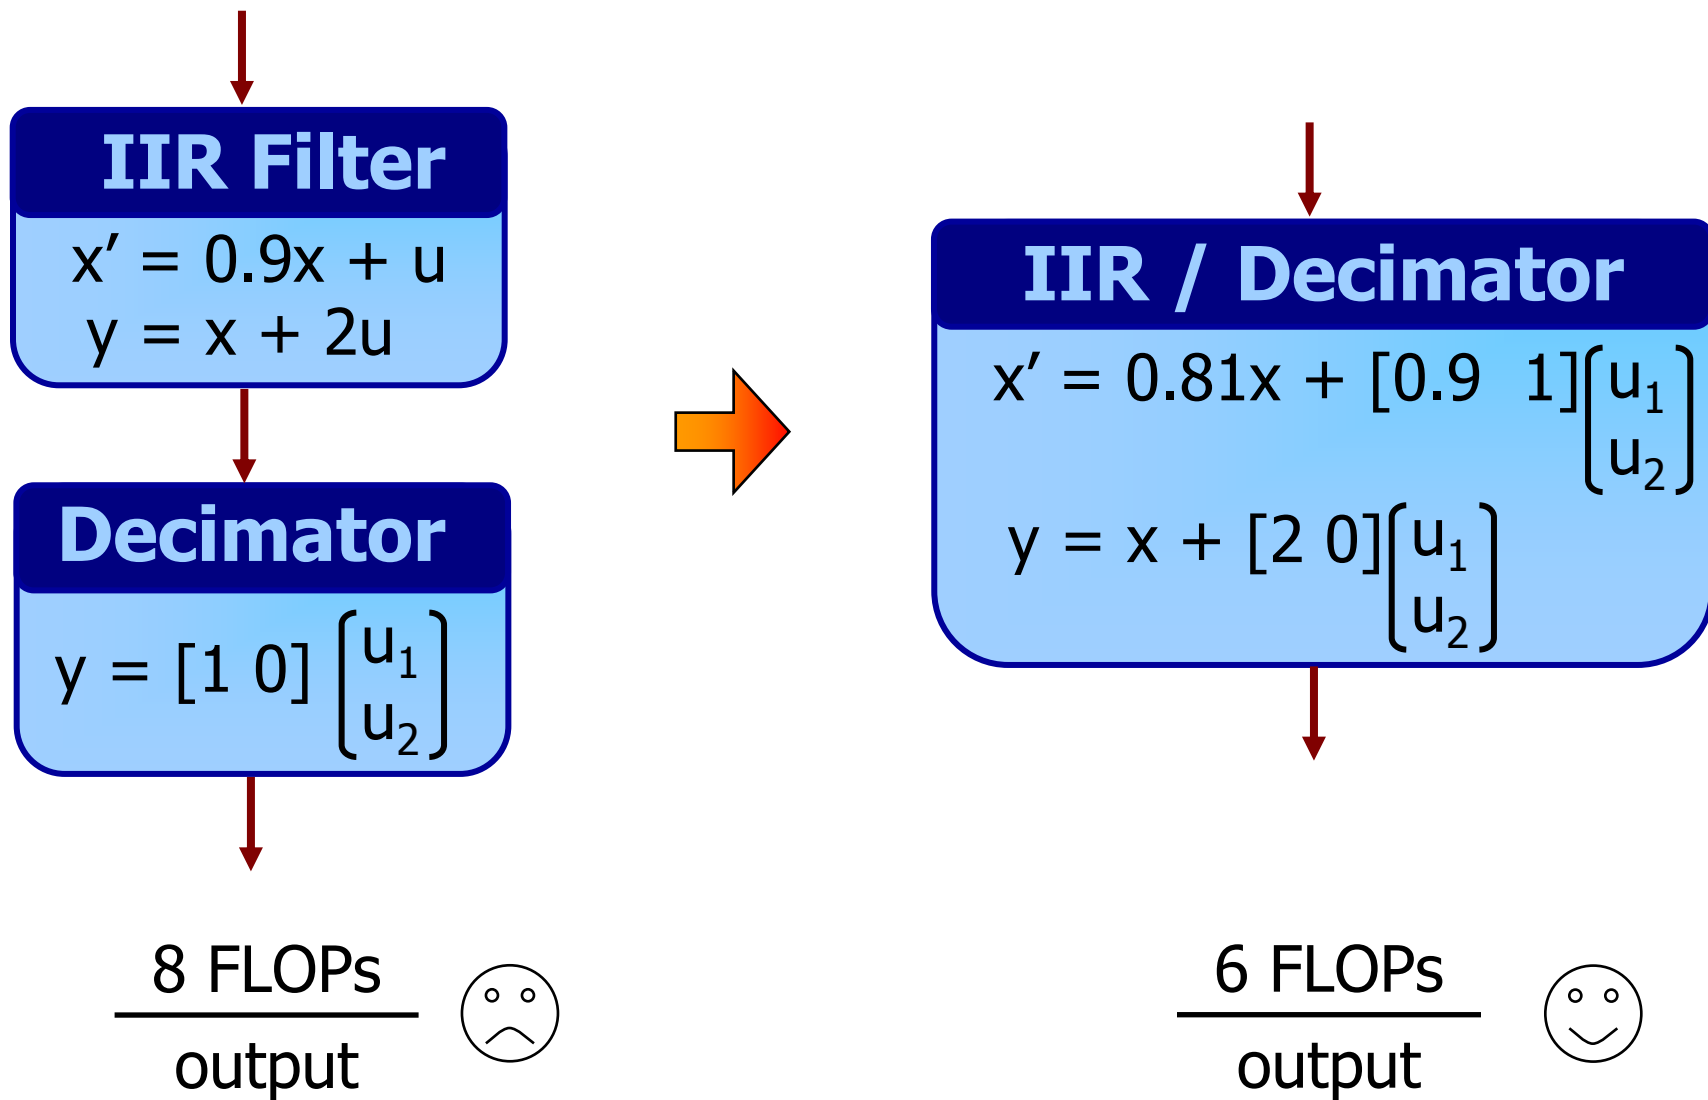 IIR Filter
x′ = 0.9x + u
y = x + 2u
Decimator
y = [1 0] [u₁
u₂]
8 FLOPs
output
IIR / Decimator
x′ = 0.81x + [0.9 1] [u₁
u₂]
y = x + [2 0] [u₁
u₂]
6 FLOPs
output